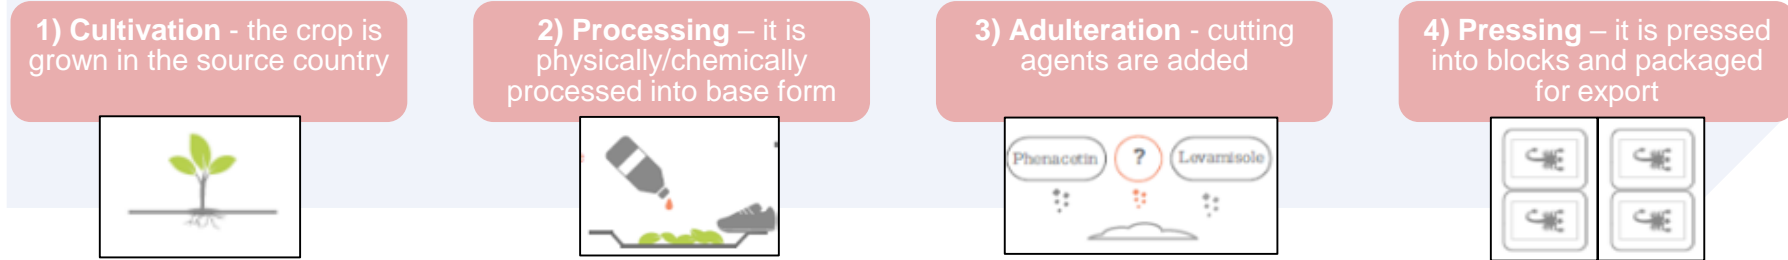 1) Cultivation - the crop is
grown in the source country
2) Processing – it is
physically/chemically
processed into base form
3) Adulteration - cutting
agents are added
4) Pressing – it is pressed
into blocks and packaged
for export
Phenacetin
?
Levamisole